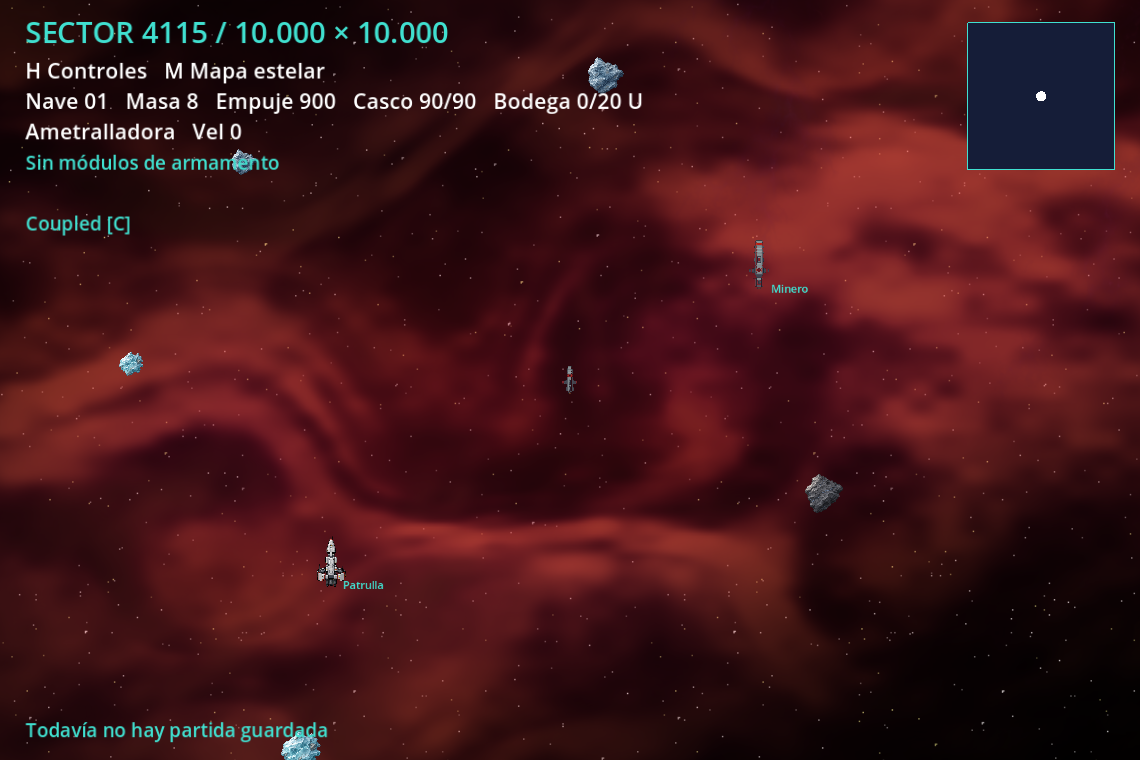 SECTOR 4115 / 10.000 × 10.000
H Controles M Mapa estelar
Nave 01 Masa 8 Empuje 900 Casco 90/90 Bodega 0/20 U
Ametralladora Vel 0
Sin módulos de armamento
Coupled [C]
Minero
Patrulla
Todavía no hay partida guardada